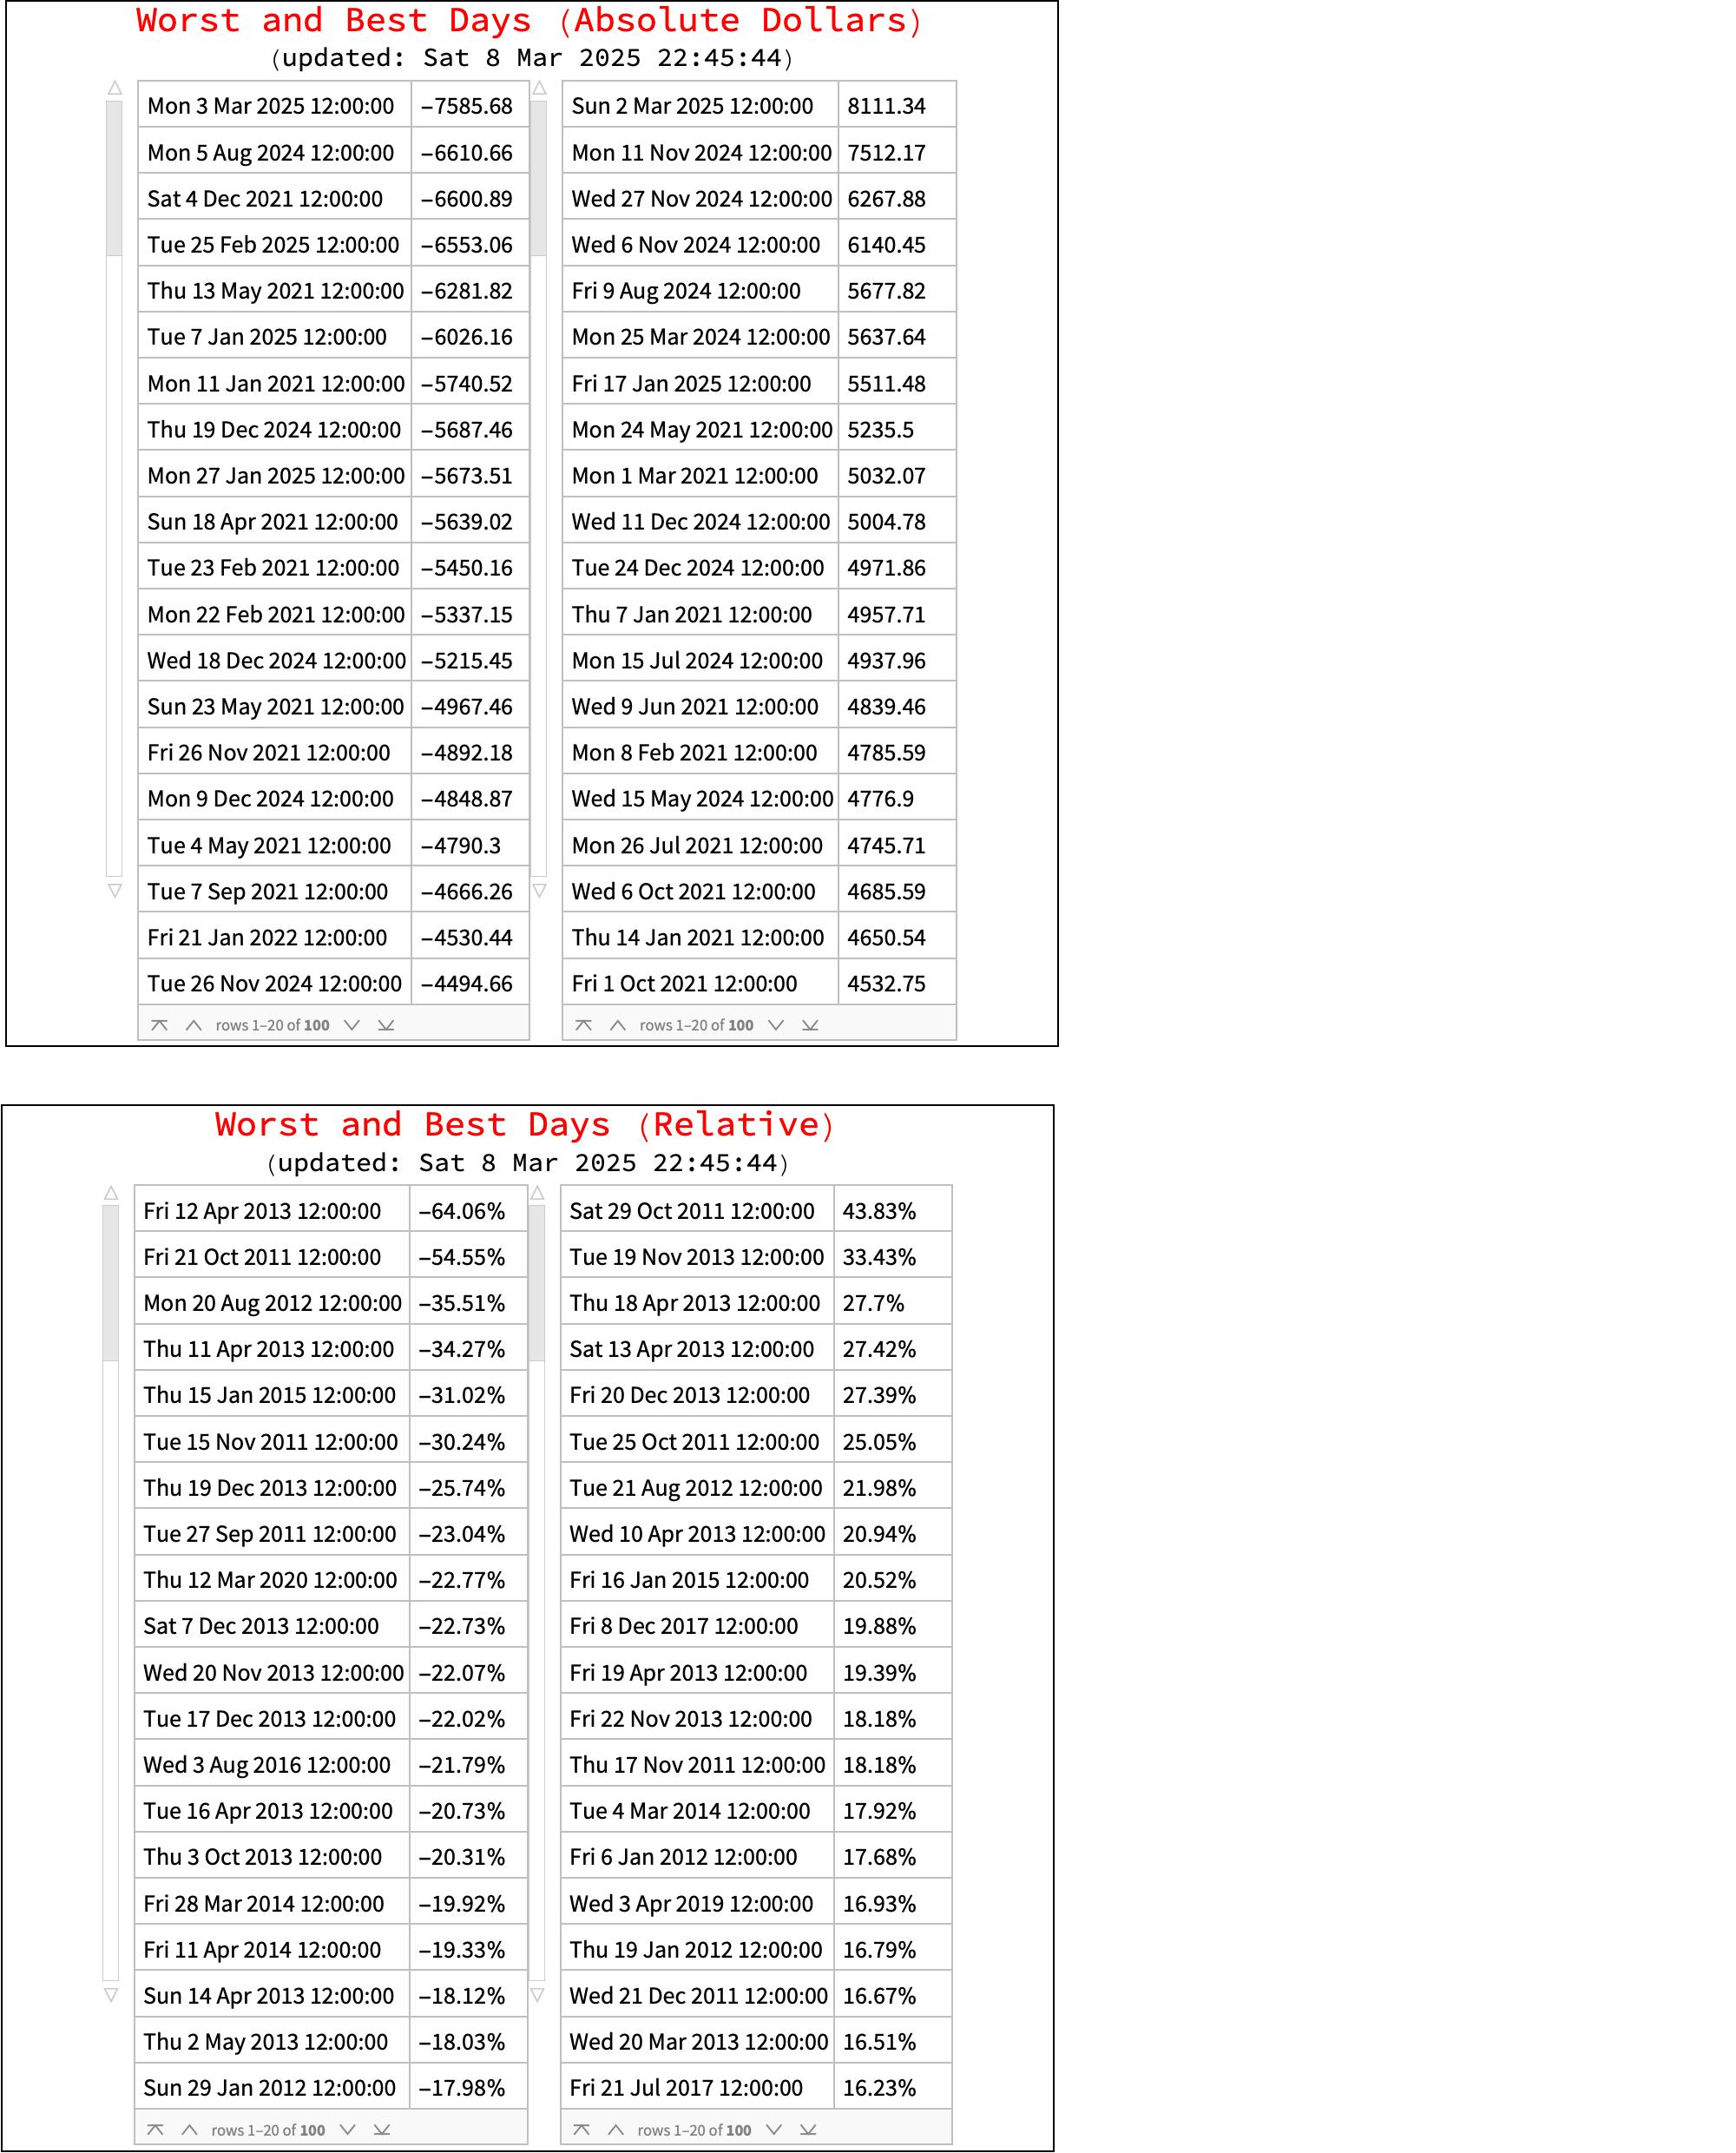 Worst and Best Days (Absolute Dollars)
(updated: Sat 8 Mar 2025 22:45:44)
Mon 3 Mar 2025 12:00:00 −7585.68 Sun 2 Mar 2025 12:00:00 8111.34
Mon 5 Aug 2024 12:00:00 −6610.66 Mon 11 Nov 2024 12:00:00 7512.17
Sat 4 Dec 2021 12:00:00 −6600.89 Wed 27 Nov 2024 12:00:00 6267.88
Tue 25 Feb 2025 12:00:00 −6553.06 Wed 6 Nov 2024 12:00:00 6140.45
Thu 13 May 2021 12:00:00 −6281.82 Fri 9 Aug 2024 12:00:00 5677.82
Tue 7 Jan 2025 12:00:00 −6026.16 Mon 25 Mar 2024 12:00:00 5637.64
Mon 11 Jan 2021 12:00:00 −5740.52 Fri 17 Jan 2025 12:00:00 5511.48
Thu 19 Dec 2024 12:00:00 −5687.46 Mon 24 May 2021 12:00:00 5235.5
Mon 27 Jan 2025 12:00:00 −5673.51 Mon 1 Mar 2021 12:00:00 5032.07
Sun 18 Apr 2021 12:00:00 −5639.02 Wed 11 Dec 2024 12:00:00 5004.78
Tue 23 Feb 2021 12:00:00 −5450.16 Tue 24 Dec 2024 12:00:00 4971.86
Mon 22 Feb 2021 12:00:00 −5337.15 Thu 7 Jan 2021 12:00:00 4957.71
Wed 18 Dec 2024 12:00:00 −5215.45 Mon 15 Jul 2024 12:00:00 4937.96
Sun 23 May 2021 12:00:00 −4967.46 Wed 9 Jun 2021 12:00:00 4839.46
Fri 26 Nov 2021 12:00:00 −4892.18 Mon 8 Feb 2021 12:00:00 4785.59
Mon 9 Dec 2024 12:00:00 −4848.87 Wed 15 May 2024 12:00:00 4776.9
Tue 4 May 2021 12:00:00 −4790.3 Mon 26 Jul 2021 12:00:00 4745.71
Tue 7 Sep 2021 12:00:00 −4666.26 Wed 6 Oct 2021 12:00:00 4685.59
Fri 21 Jan 2022 12:00:00 −4530.44 Thu 14 Jan 2021 12:00:00 4650.54
Tue 26 Nov 2024 12:00:00 −4494.66 Fri 1 Oct 2021 12:00:00 4532.75
rows 1–20 of 100 rows 1–20 of 100
Worst and Best Days (Relative)
(updated: Sat 8 Mar 2025 22:45:44)
Fri 12 Apr 2013 12:00:00 −64.06% Sat 29 Oct 2011 12:00:00 43.83%
Fri 21 Oct 2011 12:00:00 −54.55% Tue 19 Nov 2013 12:00:00 33.43%
Mon 20 Aug 2012 12:00:00 −35.51% Thu 18 Apr 2013 12:00:00 27.7%
Thu 11 Apr 2013 12:00:00 −34.27% Sat 13 Apr 2013 12:00:00 27.42%
Thu 15 Jan 2015 12:00:00 −31.02% Fri 20 Dec 2013 12:00:00 27.39%
Tue 15 Nov 2011 12:00:00 −30.24% Tue 25 Oct 2011 12:00:00 25.05%
Thu 19 Dec 2013 12:00:00 −25.74% Tue 21 Aug 2012 12:00:00 21.98%
Tue 27 Sep 2011 12:00:00 −23.04% Wed 10 Apr 2013 12:00:00 20.94%
Thu 12 Mar 2020 12:00:00 −22.77% Fri 16 Jan 2015 12:00:00 20.52%
Sat 7 Dec 2013 12:00:00 −22.73% Fri 8 Dec 2017 12:00:00 19.88%
Wed 20 Nov 2013 12:00:00 −22.07% Fri 19 Apr 2013 12:00:00 19.39%
Tue 17 Dec 2013 12:00:00 −22.02% Fri 22 Nov 2013 12:00:00 18.18%
Wed 3 Aug 2016 12:00:00 −21.79% Thu 17 Nov 2011 12:00:00 18.18%
Tue 16 Apr 2013 12:00:00 −20.73% Tue 4 Mar 2014 12:00:00 17.92%
Thu 3 Oct 2013 12:00:00 −20.31% Fri 6 Jan 2012 12:00:00 17.68%
Fri 28 Mar 2014 12:00:00 −19.92% Wed 3 Apr 2019 12:00:00 16.93%
Fri 11 Apr 2014 12:00:00 −19.33% Thu 19 Jan 2012 12:00:00 16.79%
Sun 14 Apr 2013 12:00:00 −18.12% Wed 21 Dec 2011 12:00:00 16.67%
Thu 2 May 2013 12:00:00 −18.03% Wed 20 Mar 2013 12:00:00 16.51%
Sun 29 Jan 2012 12:00:00 −17.98% Fri 21 Jul 2017 12:00:00 16.23%
rows 1–20 of 100 rows 1–20 of 100